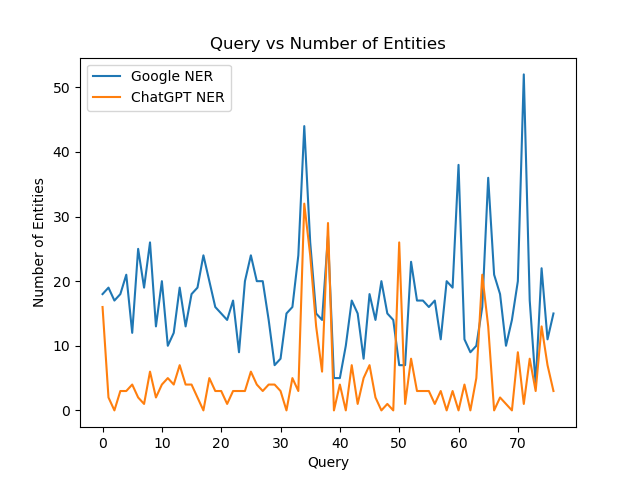 Query vs Number of Entities
Google NER
ChatGPT NER
Number of Entities
50
40
30
20
10
0
0 10 20 30 40 50 60 70
Query